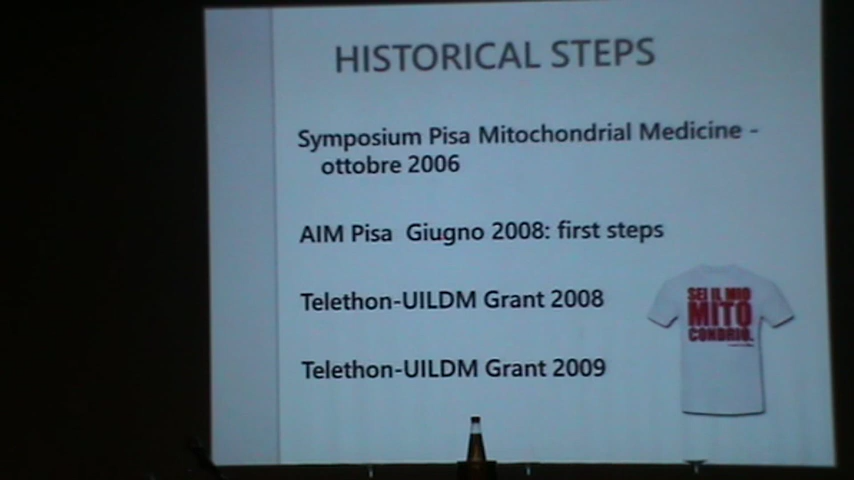 HISTORICAL STEPS
Symposium Pisa Mitochondrial Medicine -
ottobre 2006
AIM Pisa Giugno 2008: first steps
Telethon-UILDM Grant 2008
Telethon-UILDM Grant 2009
SEI IL MIO
MITO
CONDRIO.